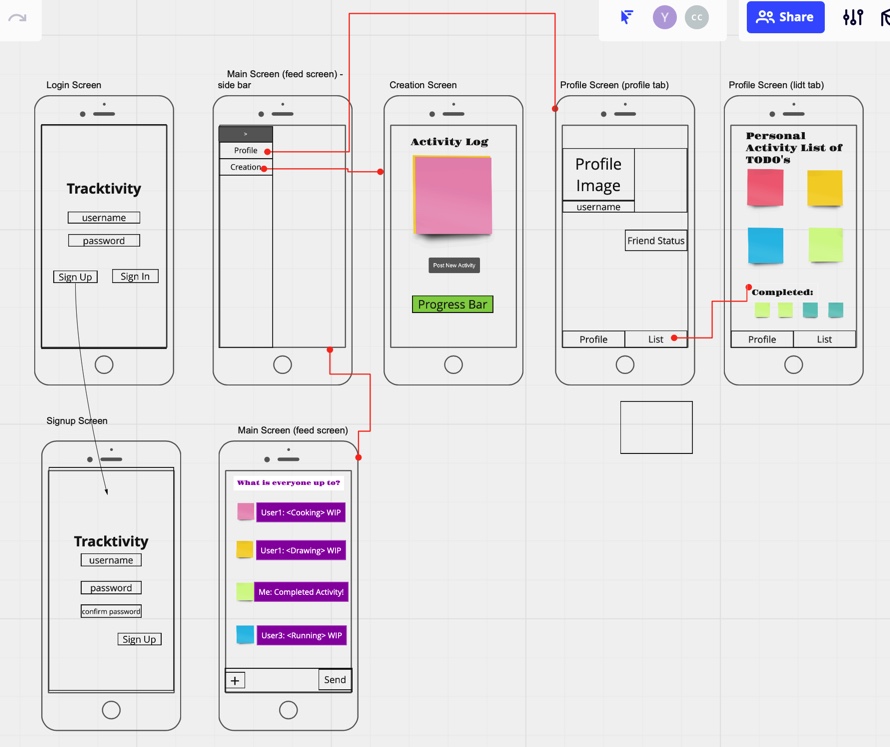 Y
CC
Share
Login Screen
Main Screen (feed screen) -
side bar
Creation Screen
Profile Screen (profile tab)
Profile Screen (lidt tab)
Tracktivity
username
password
Sign Up
Sign In
>
Profile
Creation
Activity Log
Post New Activity
Progress Bar
Profile
Image
username
Friend Status
Profile
List
Personal
Activity List of
TODO's
Completed:
Profile
List
Signup Screen
Tracktivity
username
password
confirm password
Sign Up
Main Screen (feed screen)
What is everyone up to?
User1: <Cooking> WIP
User1: <Drawing> WIP
Me: Completed Activity!
User3: <Running> WIP
+
Send